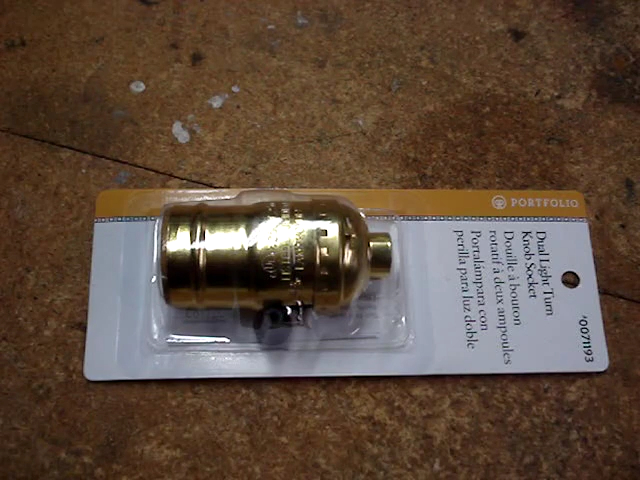 PORTFOLIO
Dual Light Turn
Knob Socket
Douille à bouton
rotatif à deux ampoules
Portalámpara con
perilla para luz doble
#0071193